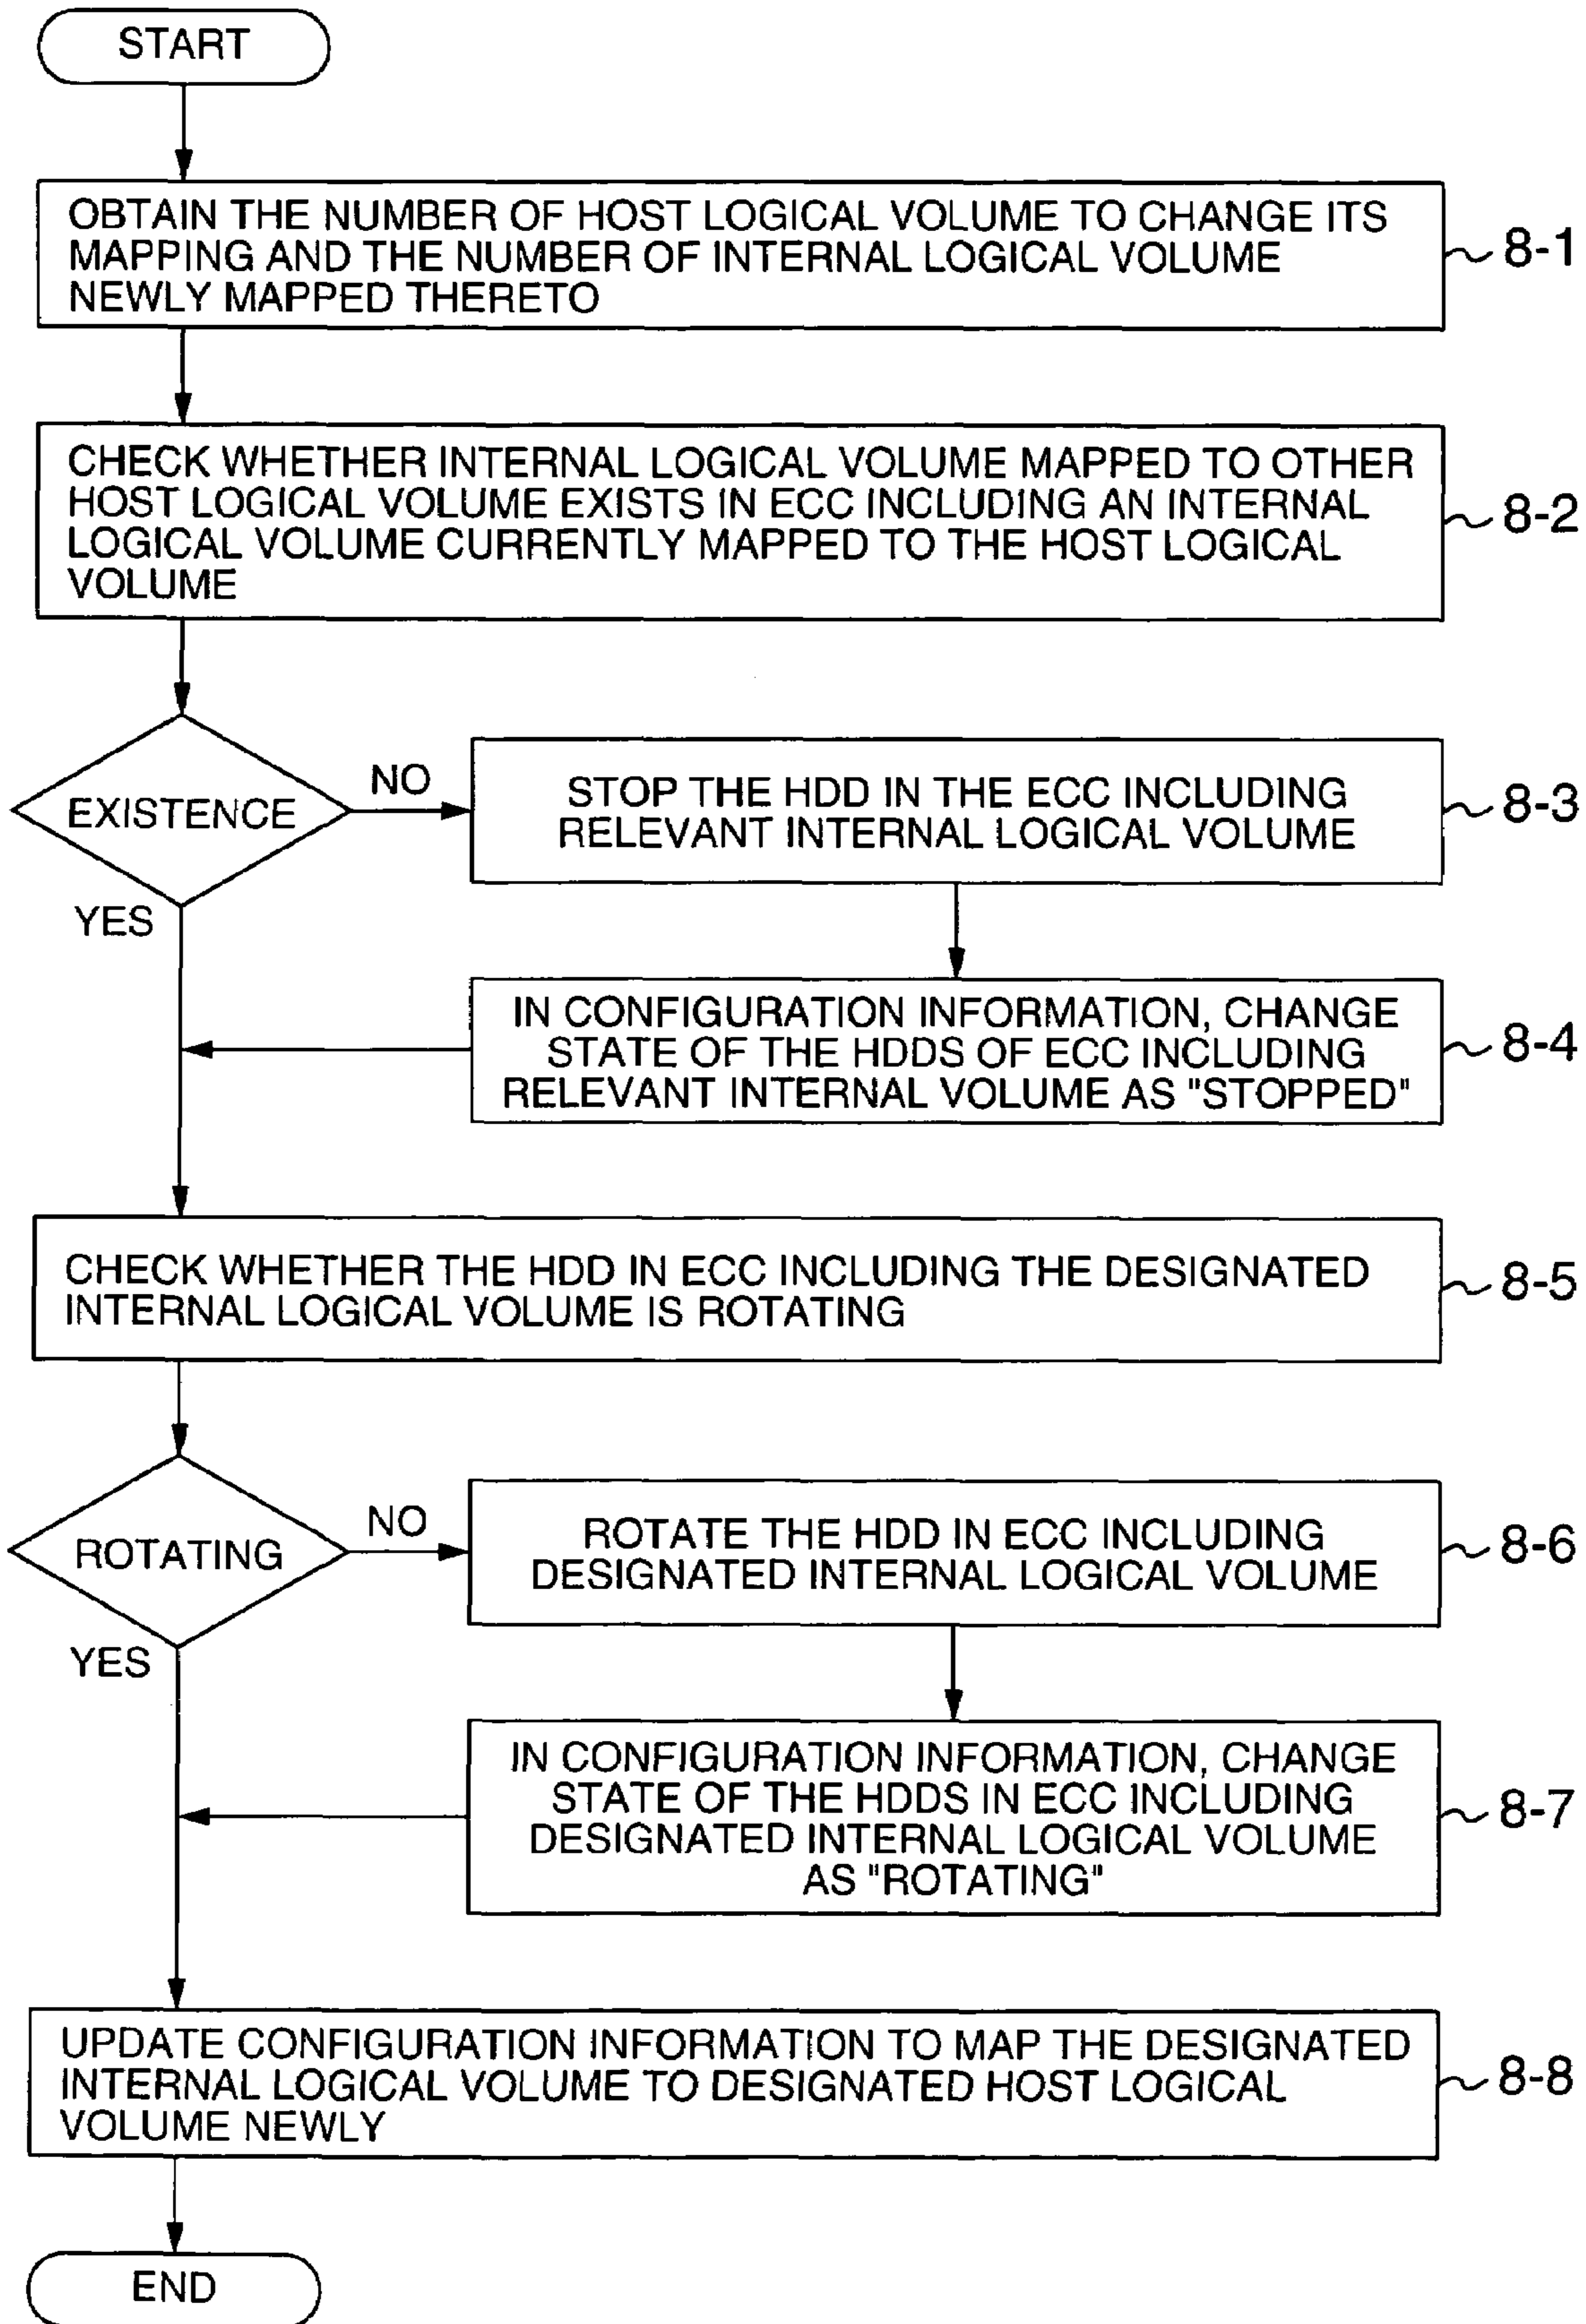 START
OBTAIN THE NUMBER OF HOST LOGICAL VOLUME TO CHANGE ITS
MAPPING AND THE NUMBER OF INTERNAL LOGICAL VOLUME
NEWLY MAPPED THERETO
8-1
CHECK WHETHER INTERNAL LOGICAL VOLUME MAPPED TO OTHER
HOST LOGICAL VOLUME EXISTS IN ECC INCLUDING AN INTERNAL
LOGICAL VOLUME CURRENTLY MAPPED TO THE HOST LOGICAL
VOLUME
8-2
EXISTENCE
NO
YES
STOP THE HDD IN THE ECC INCLUDING
RELEVANT INTERNAL LOGICAL VOLUME
8-3
IN CONFIGURATION INFORMATION, CHANGE
STATE OF THE HDDS OF ECC INCLUDING
RELEVANT INTERNAL VOLUME AS "STOPPED"
8-4
CHECK WHETHER THE HDD IN ECC INCLUDING THE DESIGNATED
INTERNAL LOGICAL VOLUME IS ROTATING
8-5
ROTATING
NO
YES
ROTATE THE HDD IN ECC INCLUDING
DESIGNATED INTERNAL LOGICAL VOLUME
8-6
IN CONFIGURATION INFORMATION, CHANGE
STATE OF THE HDDS IN ECC INCLUDING
DESIGNATED INTERNAL LOGICAL VOLUME
AS "ROTATING"
8-7
UPDATE CONFIGURATION INFORMATION TO MAP THE DESIGNATED
INTERNAL LOGICAL VOLUME TO DESIGNATED HOST LOGICAL
VOLUME NEWLY
8-8
END